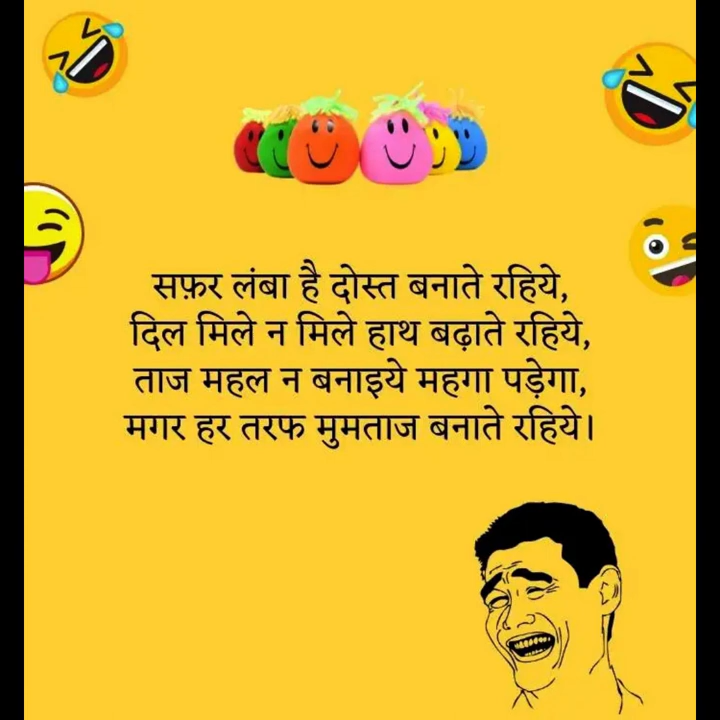 सफ़र लंबा है दोस्त बनाते रहिये,
दिल मिले न मिले हाथ बढ़ाते रहिये,
ताज महल न बनाइये महगा पड़ेगा,
मगर हर तरफ मुमताज बनाते रहिये।